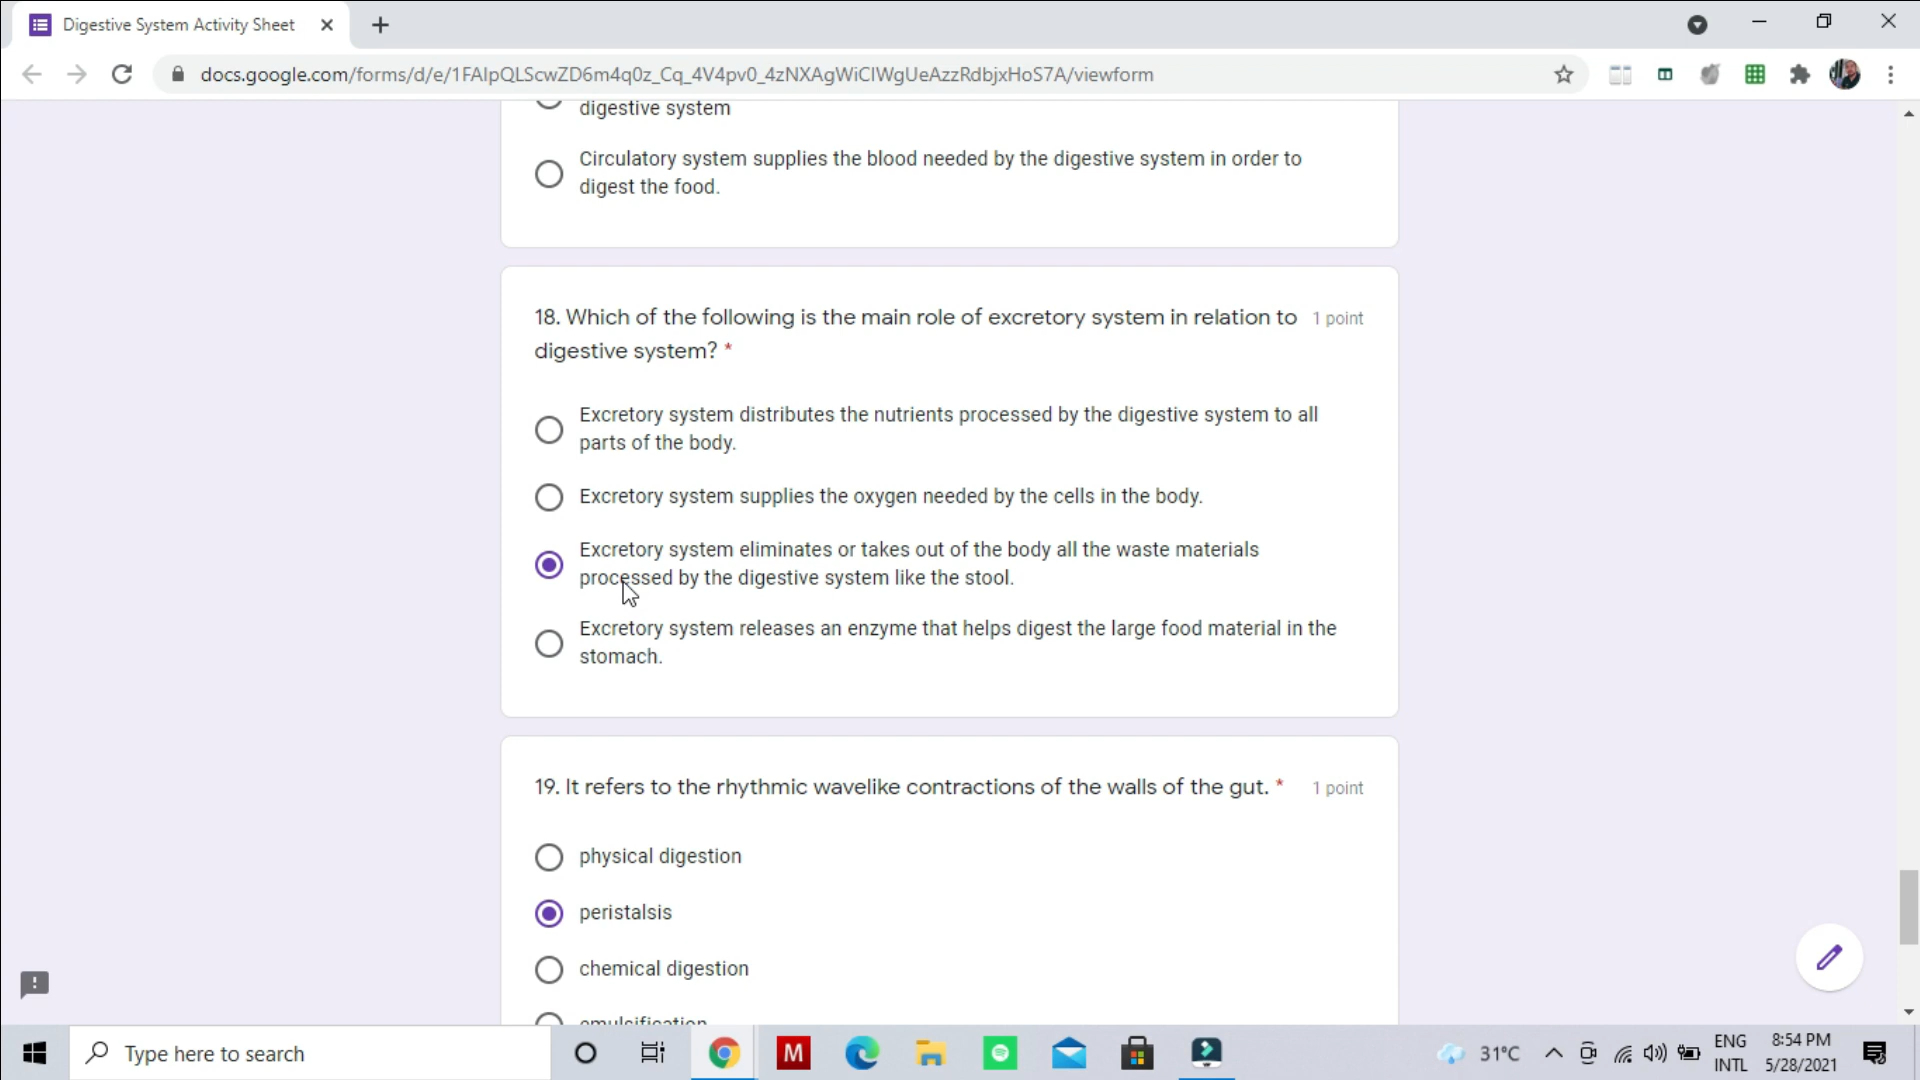 Digestive System Activity Sheet
docs.google.com/forms/d/e/1FAIpQLScwZD6m4q0z_Cq_4V4pv0_4zNXAgWiCIWgUeAzzRdbjxHoS7A/viewform
digestive system
Circulatory system supplies the blood needed by the digestive system in order to
digest the food.
18. Which of the following is the main role of excretory system in relation to 1 point
digestive system? *
Excretory system distributes the nutrients processed by the digestive system to all
parts of the body.
Excretory system supplies the oxygen needed by the cells in the body.
Excretory system eliminates or takes out of the body all the waste materials
processed by the digestive system like the stool.
Excretory system releases an enzyme that helps digest the large food material in the
stomach.
19. It refers to the rhythmic wavelike contractions of the walls of the gut. * 1 point
physical digestion
peristalsis
chemical digestion
emulsification
Type here to search
M
31°C
ENG
INTL
8:54 PM
5/28/2021